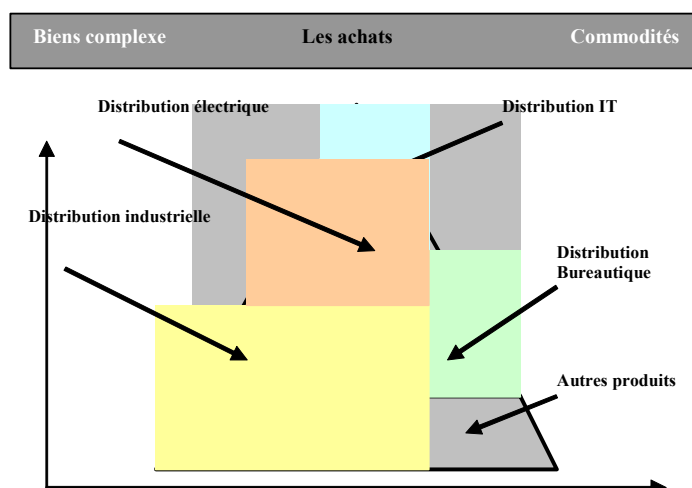 Biens complexe Les achats Commodités
Distribution électrique Distribution IT
Distribution industrielle
Distribution
Bureautique
Autres produits